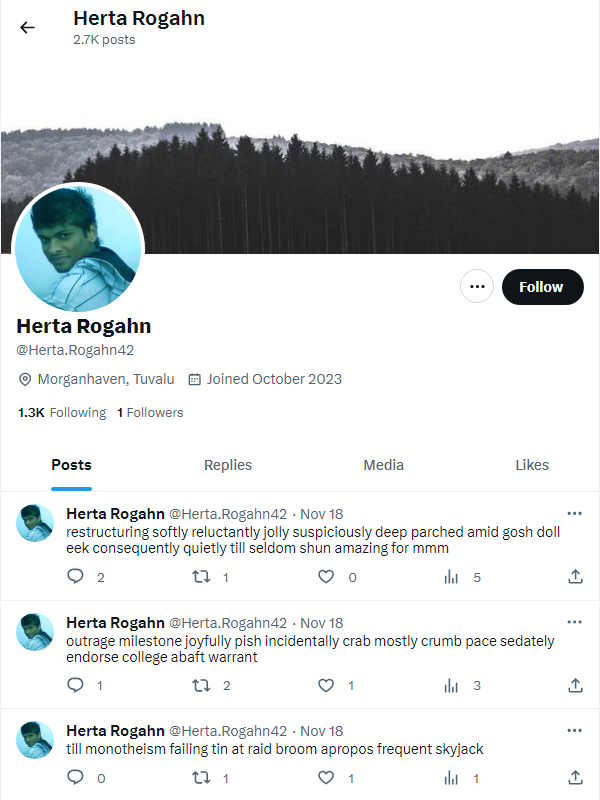 Herta Rogahn
2.7K posts
Follow
Herta Rogahn
@Herta.Rogahn42
Morganhaven, Tuvalu Joined October 2023
1.3K Following 1 Followers
Posts Replies Media Likes
Herta Rogahn @Herta.Rogahn42 · Nov 18
restructuring softly reluctantly jolly suspiciously deep parched amid gosh doll
eek consequently quietly till seldom shun amazing for mmm
2 1 0 5
Herta Rogahn @Herta.Rogahn42 · Nov 18
outrage milestone joyfully pish incidentally crab mostly crumb pace sedately
endorse college abaft warrant
1 2 1 3
Herta Rogahn @Herta.Rogahn42 · Nov 18
till monotheism failing tin at raid broom apropos frequent skyjack
0 1 1 1